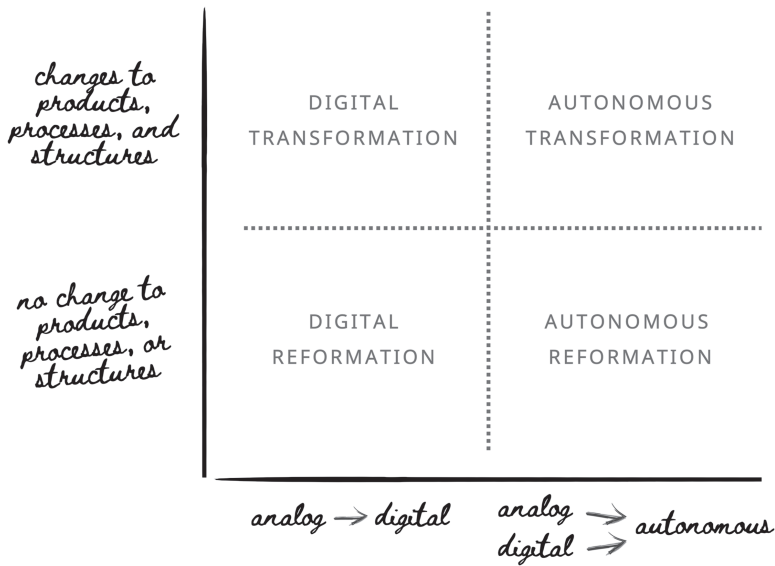 changes to
products,
processes, and
structures
DIGITAL
TRANSFORMATION
AUTONOMOUS
TRANSFORMATION
no change to
products,
processes, or
structures
DIGITAL
REFORMATION
AUTONOMOUS
REFORMATION
analog → digital
analog →
digital →
autonomous